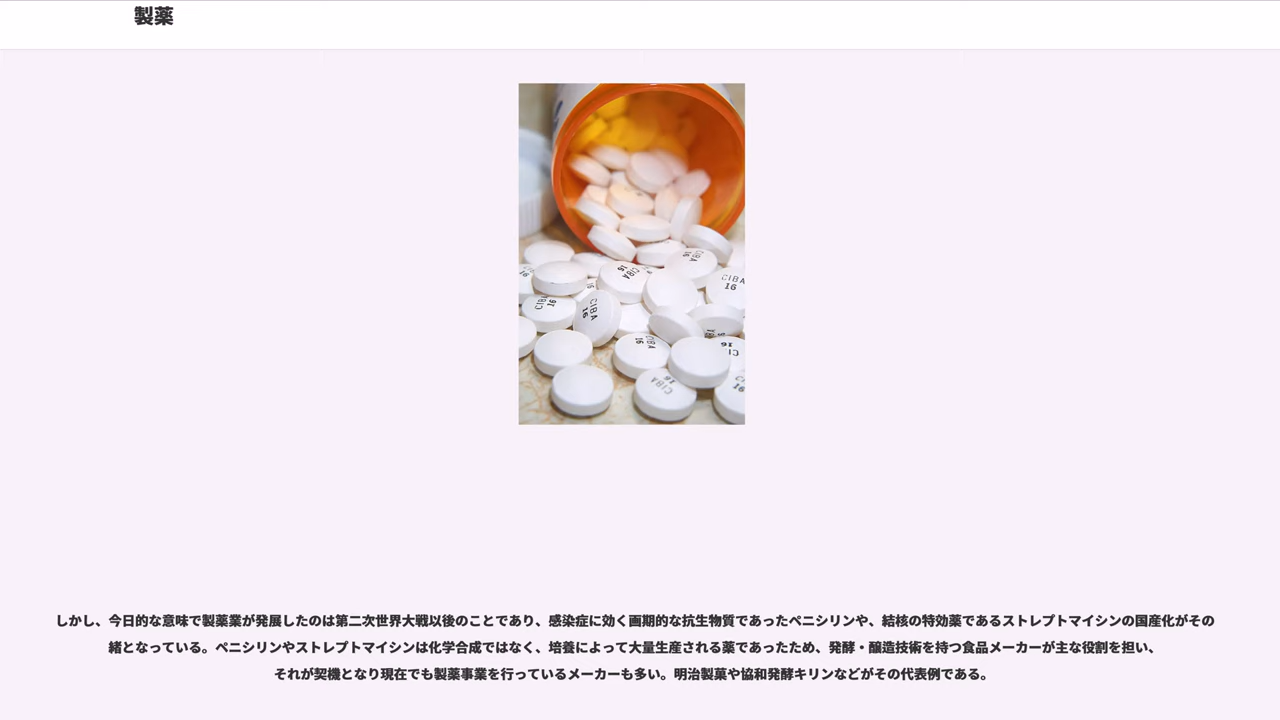 製薬
CIBA
16
しかし、今日的な意味で製薬業が発展したのは第二次世界大戦以後のことであり、感染症に効く画期的な抗生物質であったペニシリンや、結核の特効薬であるストレプトマイシンの国産化がその
緒となっている。ペニシリンやストレプトマイシンは化学合成ではなく、培養によって大量生産される薬であったため、発酵・醸造技術を持つ食品メーカーが主な役割を担い、
それが契機となり現在でも製薬事業を行っているメーカーも多い。明治製菓や協和発酵キリンなどがその代表例である。